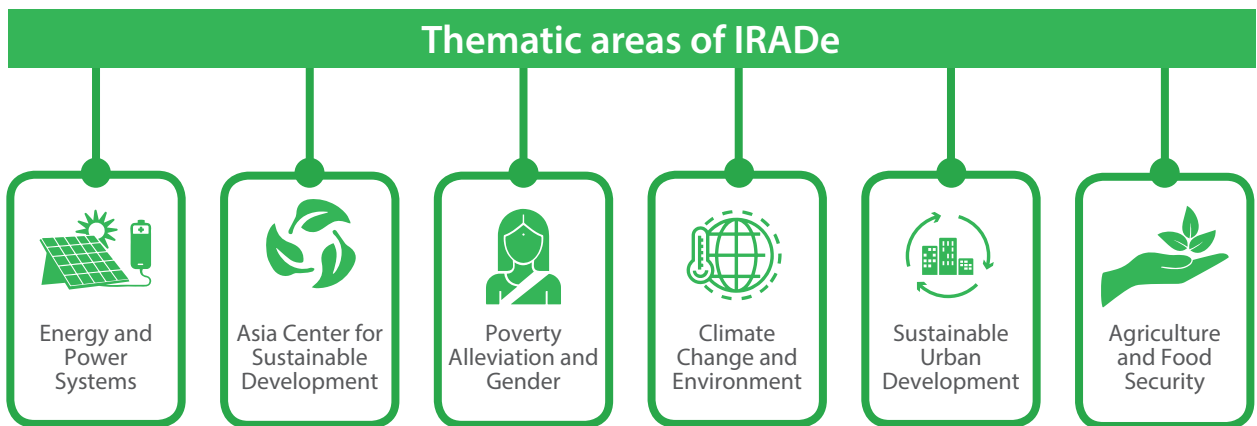 Thematic areas of IRADe
Energy and
Power
Systems
Asia Center for
Sustainable
Development
Poverty
Alleviation and
Gender
Climate
Change and
Environment
Sustainable
Urban
Development
Agriculture
and Food
Security